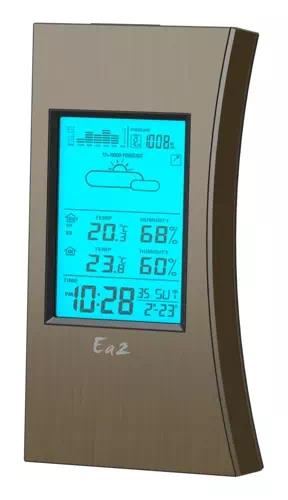 PRESSURE
1008
12~HOUR FORECAST
TEMP HUMIDITY
20.3°C 68%
TEMP HUMIDITY
23.8°C 60%
TIME
PM 10:28 35 SUN
2-23
Ea2